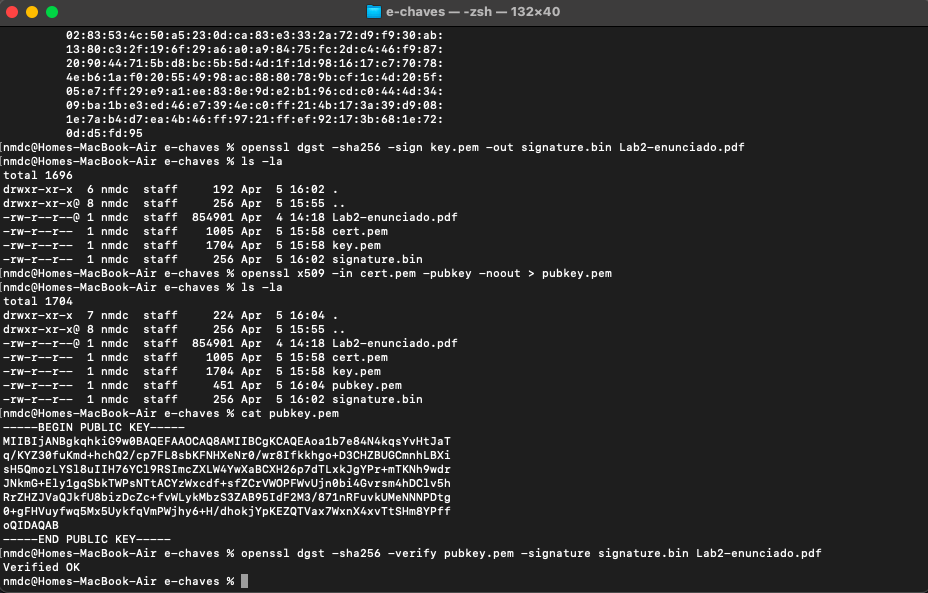 e-chaves — -zsh — 132×40
02:83:53:4c:50:a5:23:0d:ca:83:e3:33:2a:72:d9:f9:30:ab:
13:80:c3:2f:19:6f:29:a6:a0:a9:84:75:fc:2d:c4:46:f9:87:
20:90:44:71:5b:d8:bc:5b:5d:4d:1f:1d:98:16:17:c7:70:78:
4e:b6:1a:f0:20:55:49:98:ac:88:80:78:9b:cf:1c:4d:20:5f:
05:e7:ff:29:e9:a1:ee:83:8e:9d:e2:b1:96:cd:c0:44:4d:34:
09:ba:1b:e3:ed:46:e7:39:4e:c0:ff:21:4b:17:3a:39:d9:08:
1e:7a:b4:d7:ea:4b:46:ff:97:21:ff:ef:92:17:3b:68:1e:72:
0d:d5:fd:95
[nmdc@Homes-MacBook-Air e-chaves % openssl dgst -sha256 -sign key.pem -out signature.bin Lab2-enunciado.pdf
[nmdc@Homes-MacBook-Air e-chaves % ls -la
total 1696
drwxr-xr-x  6 nmdc  staff     192 Apr  5 16:02 .
drwxr-xr-x@ 8 nmdc  staff     256 Apr  5 15:55 ..
-rw-r--r--@ 1 nmdc  staff  854901 Apr  4 14:18 Lab2-enunciado.pdf
-rw-r--r--  1 nmdc  staff    1005 Apr  5 15:58 cert.pem
-rw-r--r--  1 nmdc  staff    1704 Apr  5 15:58 key.pem
-rw-r--r--  1 nmdc  staff     256 Apr  5 16:02 signature.bin
[nmdc@Homes-MacBook-Air e-chaves % openssl x509 -in cert.pem -pubkey -noout > pubkey.pem
[nmdc@Homes-MacBook-Air e-chaves % ls -la
total 1704
drwxr-xr-x  7 nmdc  staff     224 Apr  5 16:04 .
drwxr-xr-x@ 8 nmdc  staff     256 Apr  5 15:55 ..
-rw-r--r--@ 1 nmdc  staff  854901 Apr  4 14:18 Lab2-enunciado.pdf
-rw-r--r--  1 nmdc  staff    1005 Apr  5 15:58 cert.pem
-rw-r--r--  1 nmdc  staff    1704 Apr  5 15:58 key.pem
-rw-r--r--  1 nmdc  staff     451 Apr  5 16:04 pubkey.pem
-rw-r--r--  1 nmdc  staff     256 Apr  5 16:02 signature.bin
[nmdc@Homes-MacBook-Air e-chaves % cat pubkey.pem
-----BEGIN PUBLIC KEY-----
MIIBIjANBgkqhkiG9w0BAQEFAAOCAQ8AMIIBCgKCAQEAoa1b7e84N4kqsYvHtJaT
q/KYZ30fuKmd+hchQ2/cp7FL8sbKFNHXeNr0/wr8Ifkkhgo+D3CHZBUGCmnhLBXi
sH5QmozLYSl8uIIH76YCl9RSImcZXLW4YwXaBCXH26p7dTLxkJgYPr+mTKNh9wdr
JNkmG+Ely1gqSbkTWPsNTtACYzWxcdf+sfZCrVWOPFWvUjn0bi4Gvrsm4hDClv5h
RrZHZJVaQJkfU8bizDcZc+fvWLykMbzS3ZAB95IdF2M3/871nRFuvkUMeNNNPDtg
0+gFHVuyfwq5Mx5UykfqVmPWjhy6+H/dhokjYpKEZQTVax7WxnX4xvTtSHm8YPff
oQIDAQAB
-----END PUBLIC KEY-----
[nmdc@Homes-MacBook-Air e-chaves % openssl dgst -sha256 -verify pubkey.pem -signature signature.bin Lab2-enunciado.pdf
Verified OK
nmdc@Homes-MacBook-Air e-chaves %